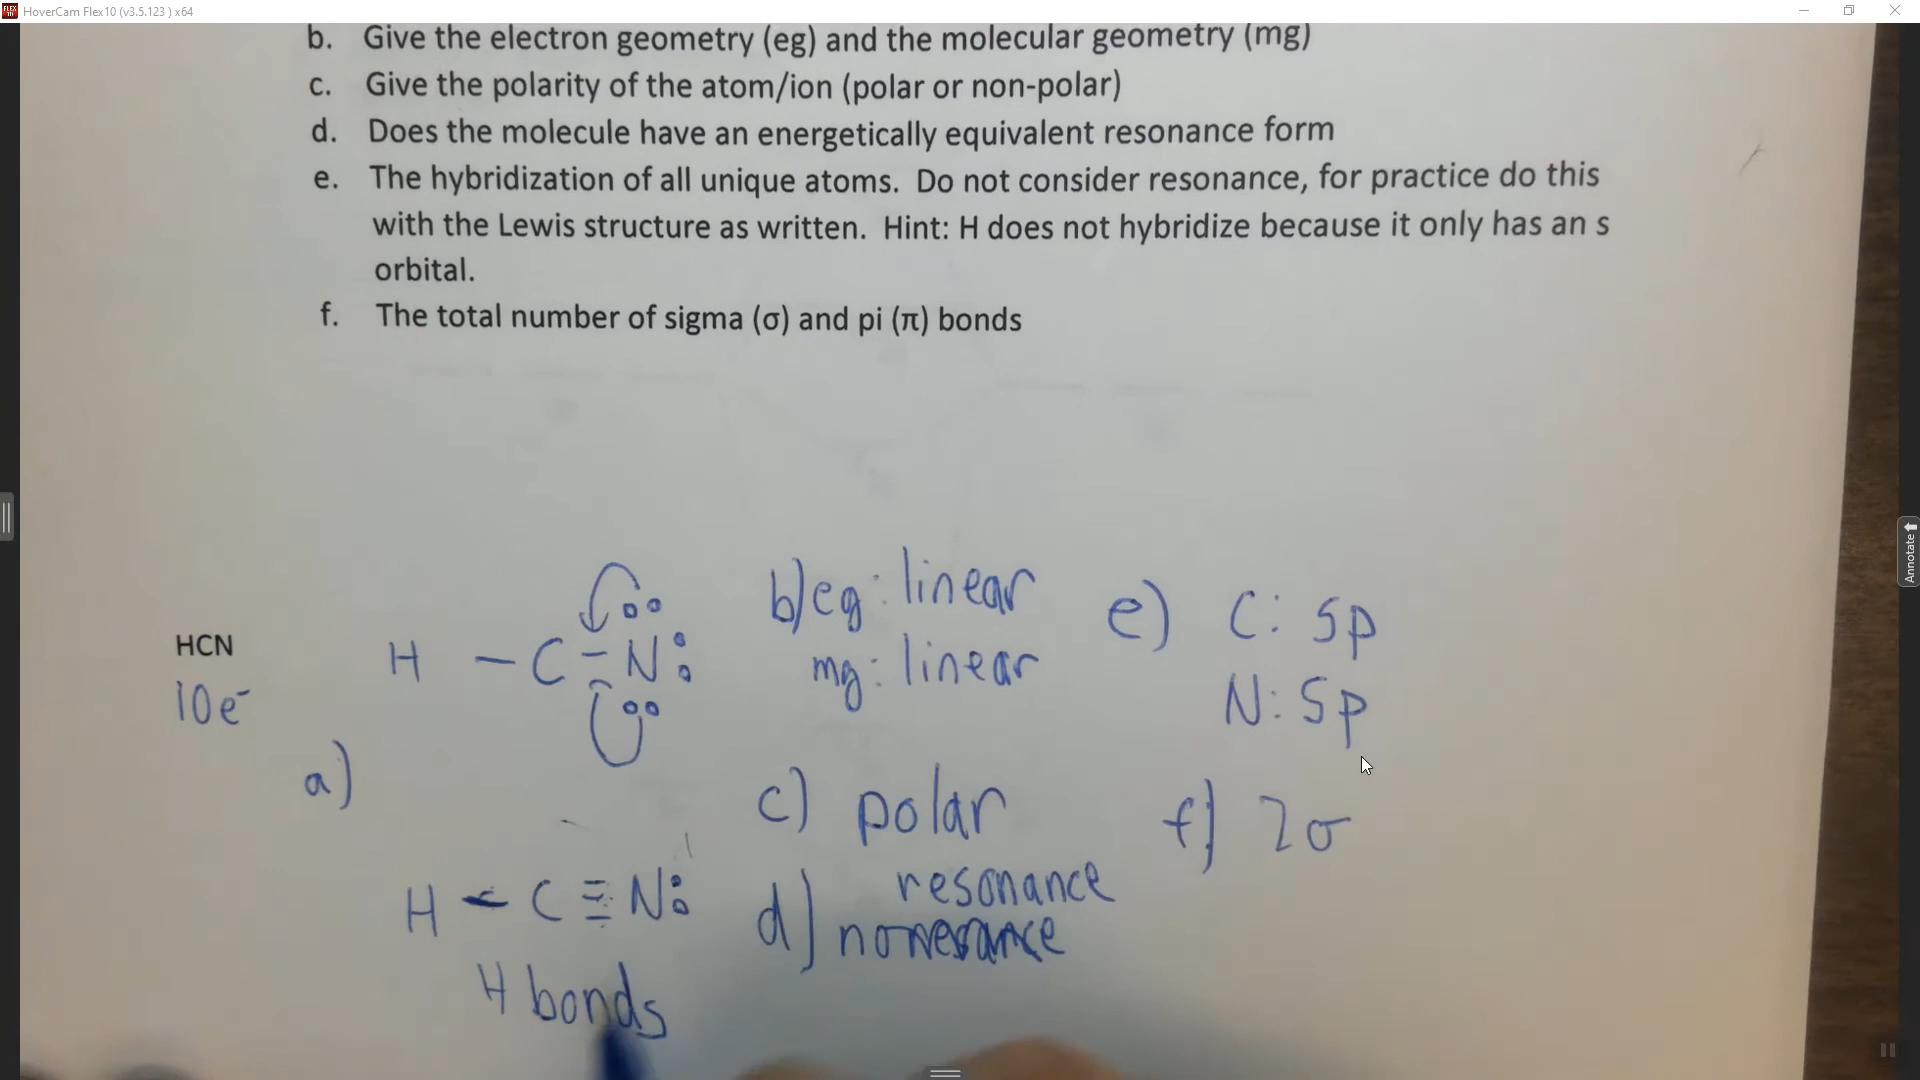 HoverCam Flex10 (v3.5.123 ) x64
b. Give the electron geometry (eg) and the molecular geometry (mg)
c. Give the polarity of the atom/ion (polar or non-polar)
d. Does the molecule have an energetically equivalent resonance form
e. The hybridization of all unique atoms. Do not consider resonance, for practice do this
with the Lewis structure as written. Hint: H does not hybridize because it only has an s
orbital.
f. The total number of sigma (σ) and pi (π) bonds
Annotate
HCN
10e⁻
a)
H - C = N:
H - C ≡ N:
4 bonds
b) eg: linear
mg: linear
c) polar
d) no resonance
e) C: sp
N: sp
f) 2σ